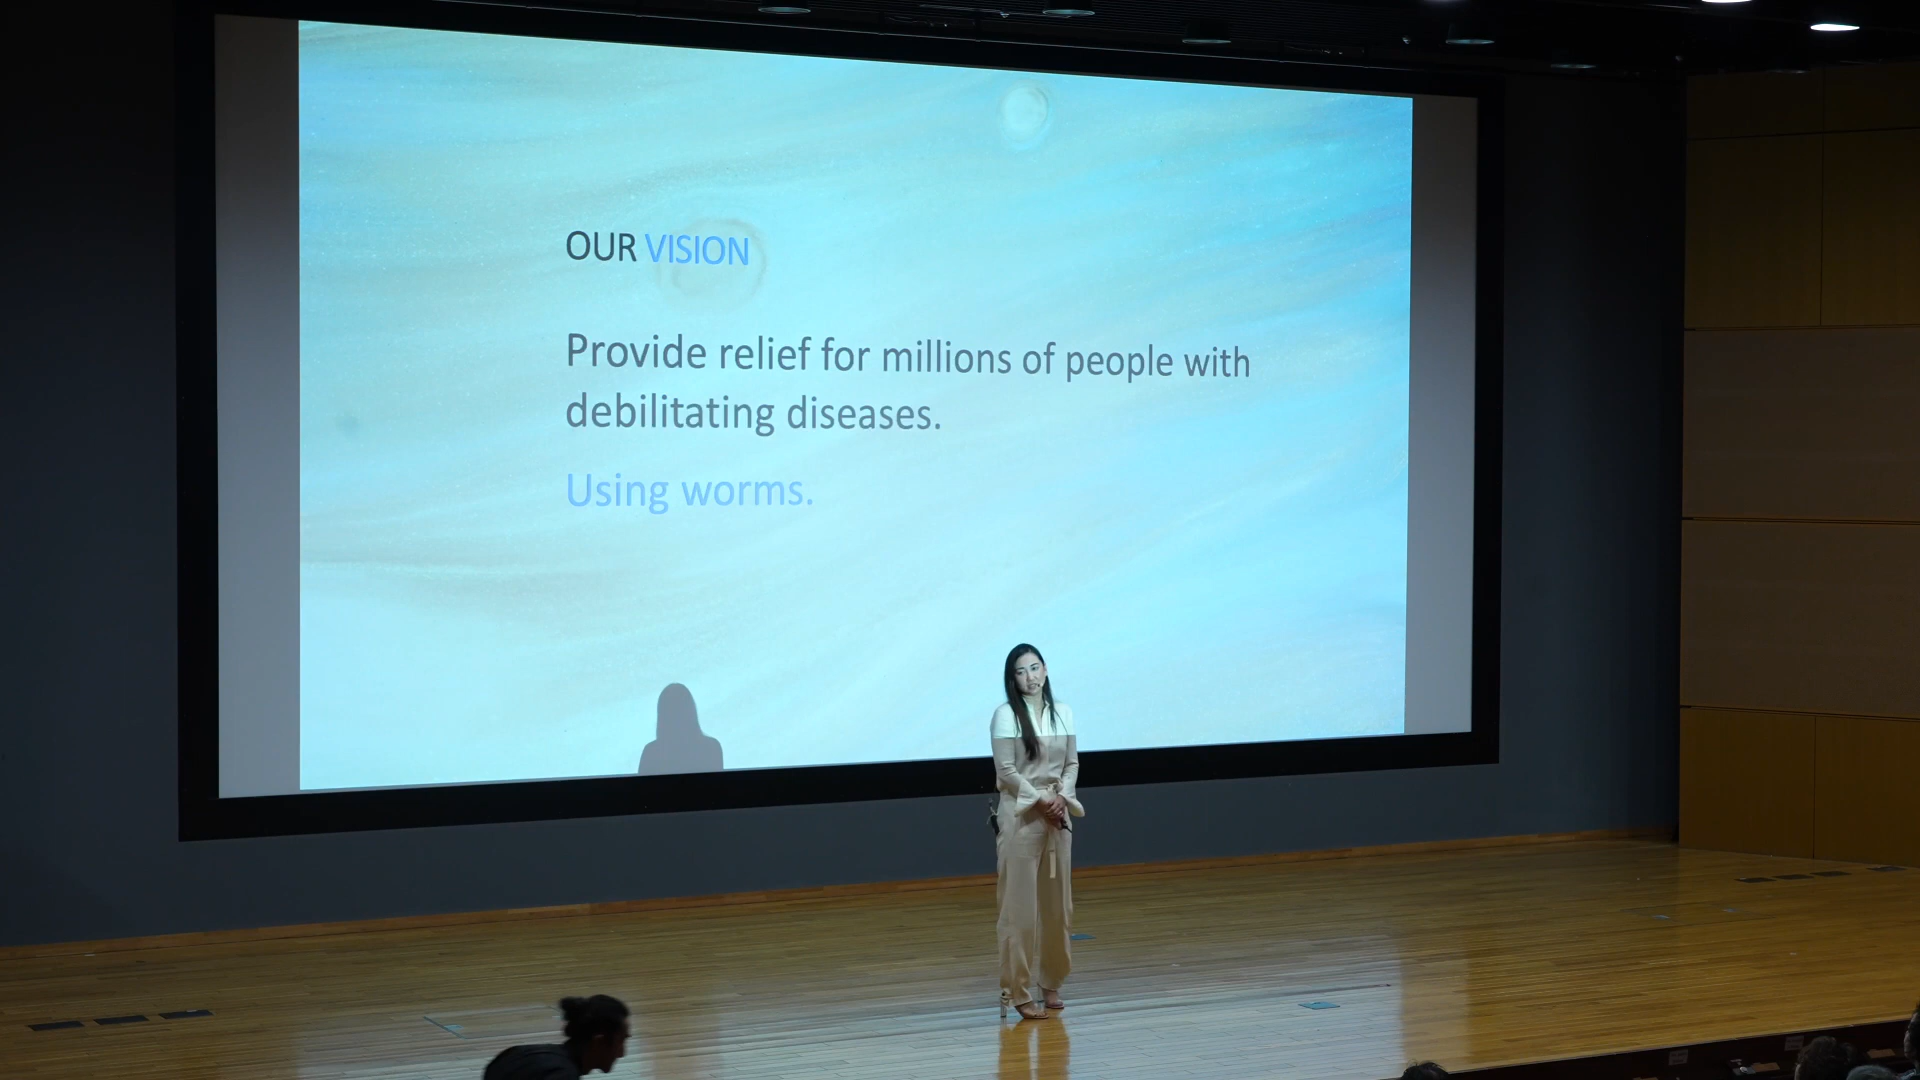 OUR VISION
Provide relief for millions of people with
debilitating diseases.
Using worms.